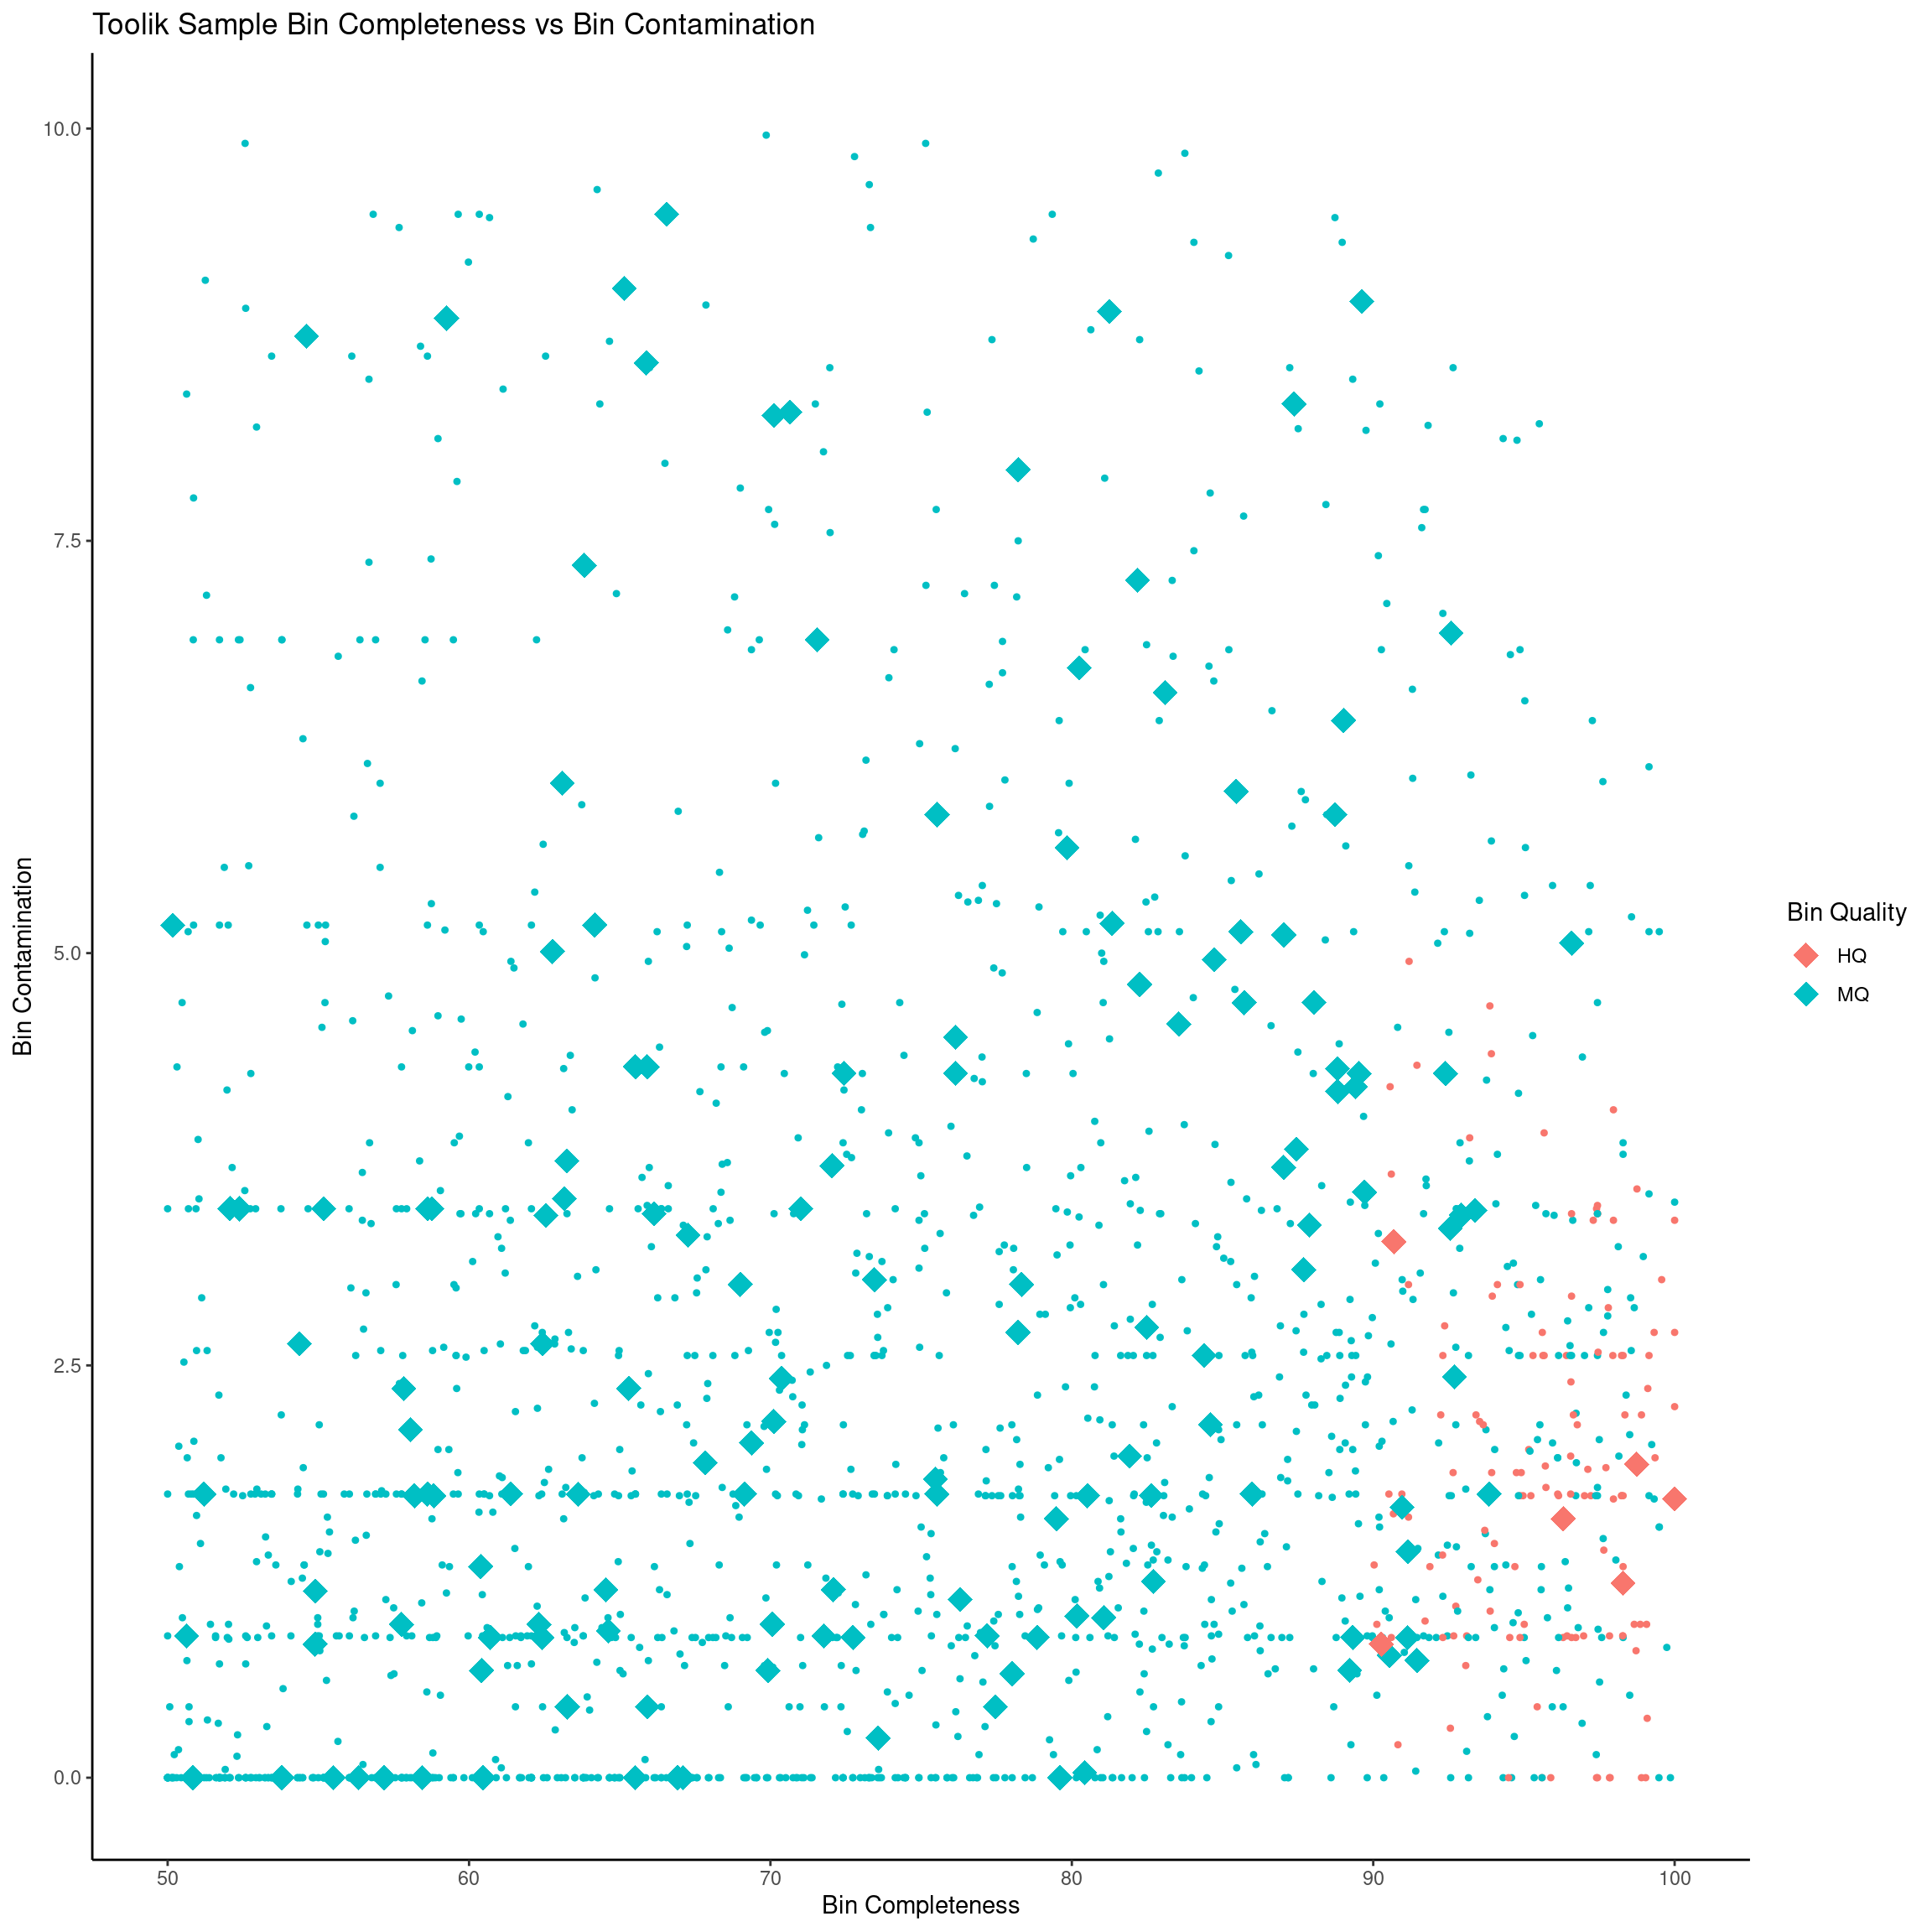 Toolik Sample Bin Completeness vs Bin Contamination
10.0
7.5
5.0
2.5
0.0
Bin Contamination
50
60
70
80
90
100
Bin Completeness
Bin Quality
HQ
MQ